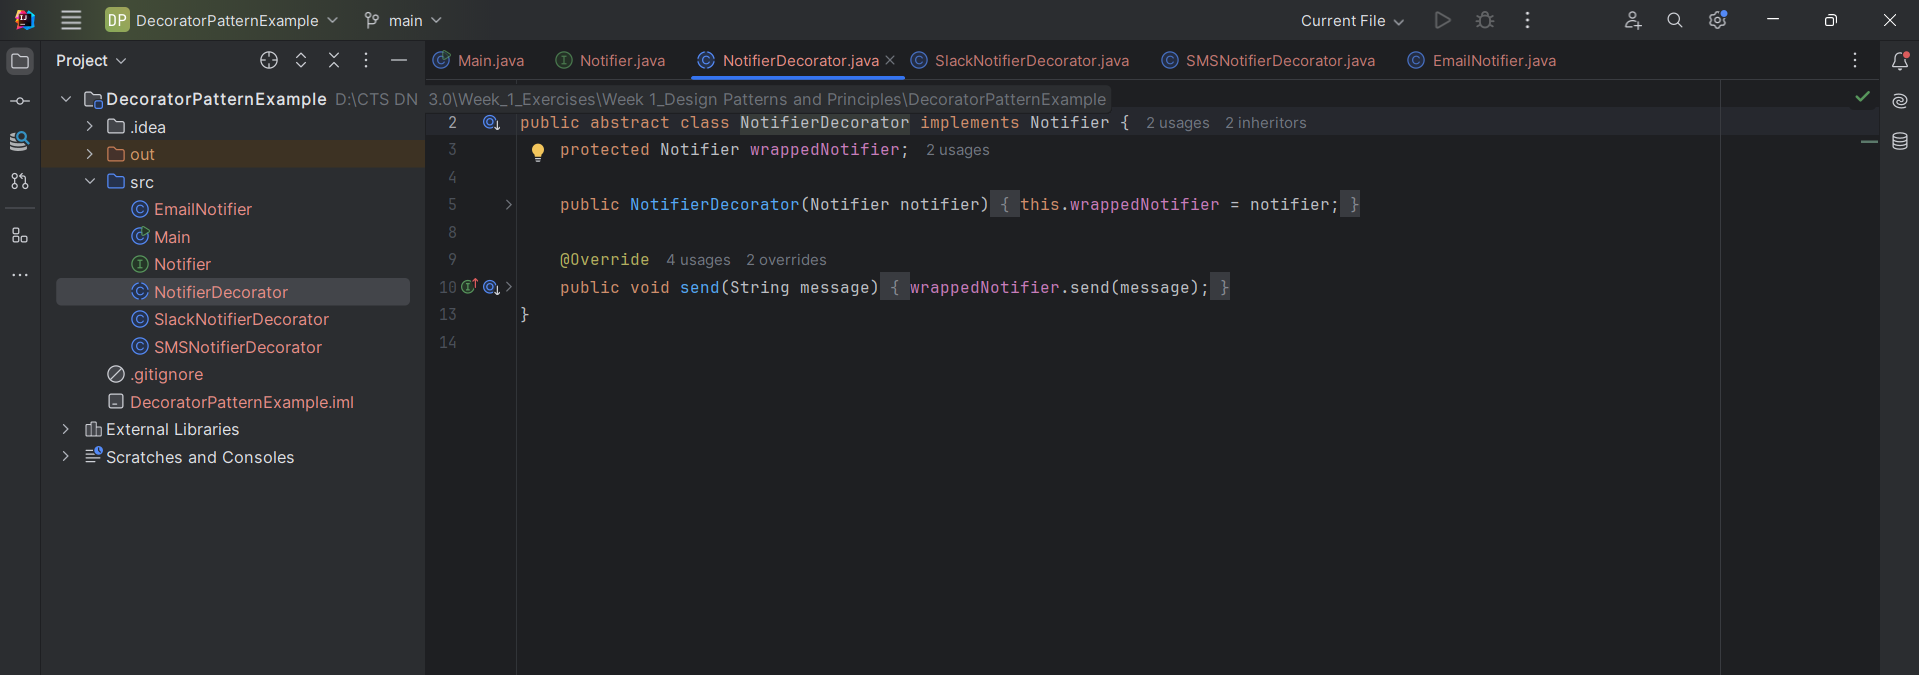 DP DecoratorPatternExample main Current File
Project
Main.java Notifier.java NotifierDecorator.java SlackNotifierDecorator.java SMSNotifierDecorator.java EmailNotifier.java
DecoratorPatternExample D:\CTS DN 3.0\Week_1_Exercises\Week 1_Design Patterns and Principles\DecoratorPatternExample
.idea
out
src
EmailNotifier
Main
Notifier
NotifierDecorator
SlackNotifierDecorator
SMSNotifierDecorator
.gitignore
DecoratorPatternExample.iml
External Libraries
Scratches and Consoles
2 public abstract class NotifierDecorator implements Notifier { 2 usages 2 inheritors
3 protected Notifier wrappedNotifier; 2 usages
4
5 public NotifierDecorator(Notifier notifier) { this.wrappedNotifier = notifier; }
8
9 @Override 4 usages 2 overrides
10 public void send(String message) { wrappedNotifier.send(message); }
13 }
14